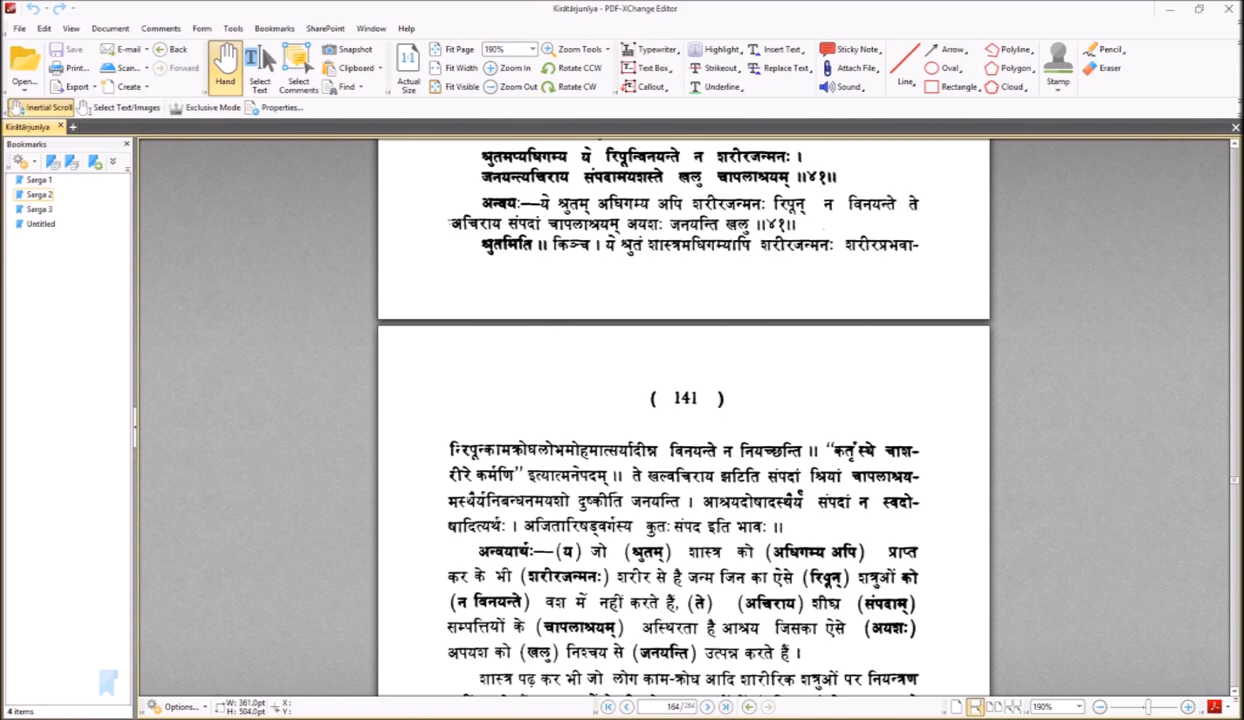 Kirātārjunīya - PDF-XChange Editor
File Edit View Document Comments Form Tools Bookmarks SharePoint Window Help
Open... Save E-mail Back Print... Scan... Forward Export Create Hand Select Text Select Comments Snapshot Clipboard Find Actual Size Fit Page Fit Width Fit Visible 190% Zoom In Zoom Out Zoom Tools Rotate CCW Rotate CW Typewriter Text Box Callout Highlight Strikeout Underline Insert Text Replace Text Sticky Note Attach File Sound Line Arrow Oval Rectangle Polyline Polygon Cloud Stamp Pencil Eraser
Inertial Scroll Select Text/Images Exclusive Mode Properties...
Kirātārjunīya
Bookmarks
Sarga 1
Sarga 2
Sarga 3
Untitled
श्रुतमप्यधिगम्य ये रिपून्विनयन्ते न शरीरजन्मनः ।
जनयन्त्यचिराय संपदामयशस्ते खलु चापलाश्रयम् ॥४१॥
अन्वयः—ये श्रुतम् अधिगम्य अपि शरीरजन्मनः रिपून् न विनयन्ते ते
अचिराय संपदां चापलाश्रयम् अयशः जनयन्ति खलु ॥४१॥
श्रुतमिति ॥ किञ्च । ये श्रुतं शास्त्रमधिगम्यापि शरीरजन्मनः शरीरप्रभवा-
( 141 )
न्रिपून्कामक्रोधलोभमोहमात्सर्यादीन्न विनयन्ते न नियच्छन्ति ॥ “कर्तृस्थे चाश-
रीरे कर्मणि” इत्यात्मनेपदम् ॥ ते खल्वचिराय झटिति संपदां श्रियां चापलाश्रय-
मस्थैर्यनिबन्धनमयशो दुष्कीर्ति जनयन्ति । आश्रयदोषादस्थैर्यं संपदां न स्वदो-
षादित्यर्थः । अजितारिषड्वर्गस्य कुतः संपद इति भावः ॥
अन्वयार्थः—(य) जो (श्रुतम्) शास्त्र को (अधिगम्य अपि) प्राप्त
कर के भी (शरीरजन्मनः) शरीर से है जन्म जिन का ऐसे (रिपून्) शत्रुओं को
(न विनयन्ते) वश में नहीं करते हैं, (ते) (अचिराय) शीघ्र (संपदाम्)
सम्पत्तियों के (चापलाश्रयम्) अस्थिरता है आश्रय जिसका ऐसे (अयशः)
अपयश को (खलु) निश्चय से (जनयन्ति) उत्पन्न करते हैं ।
शास्त्र पढ़ कर भी जो लोग काम-क्रोध आदि शारीरिक शत्रुओं पर नियन्त्रण
4 items Options... W: 361.0pt H: 504.0pt X: Y: 164 / 264 190%